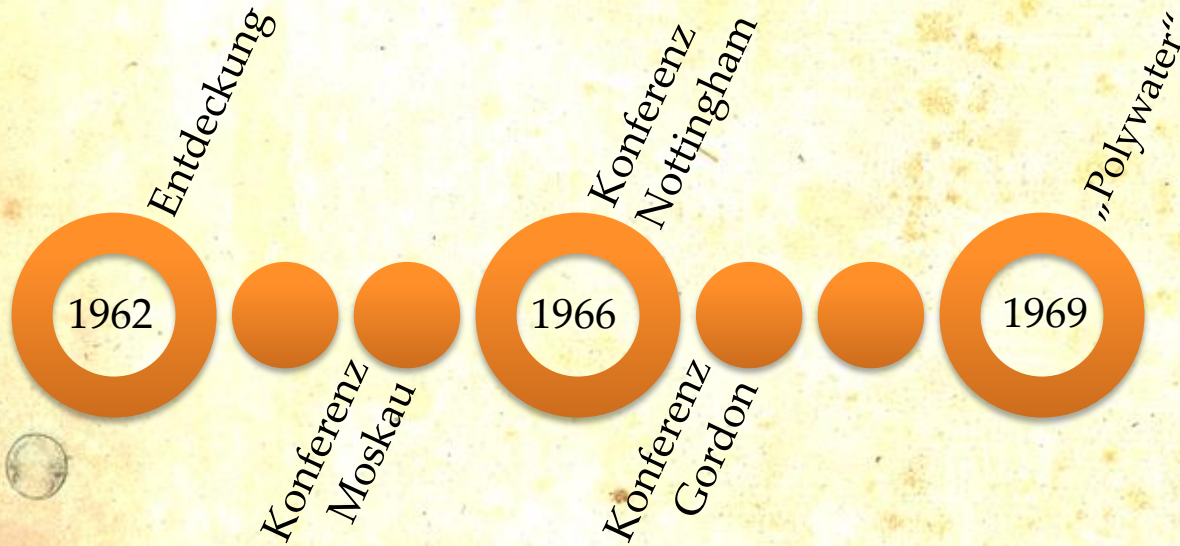 Entdeckung
1962
Konferenz
Moskau
Konferenz
Nottingham
1966
Konferenz
Gordon
„Polywater“
1969